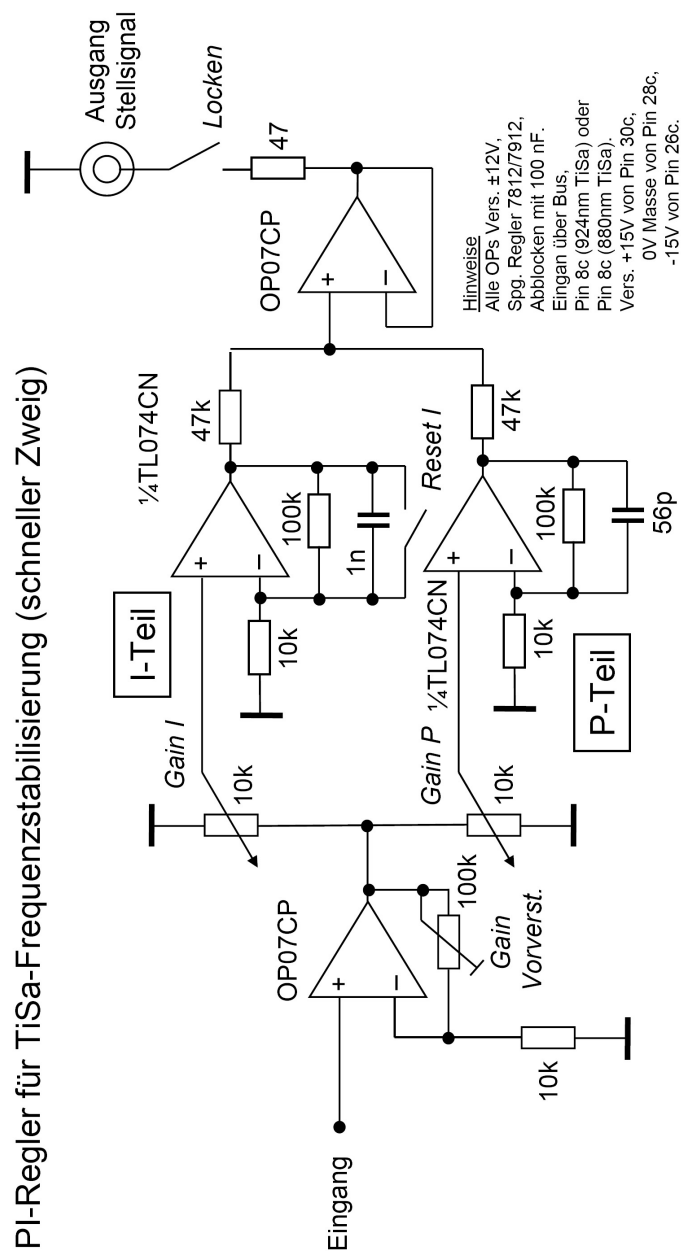 PI-Regler für TiSa-Frequenzstabilisierung (schneller Zweig)
Eingang
OP07CP
+
−
10k
100k
Gain
Vorverst.
Gain I
10k
I-Teil
¼TL074CN
+
−
10k
100k
1n
Reset I
47k
Gain P
10k
¼TL074CN
+
−
10k
100k
56p
P-Teil
47k
OP07CP
+
−
47
Locken
Ausgang
Stellsignal
Hinweise
Alle OPs Vers. ±12V,
Spg. Regler 7812/7912,
Abblocken mit 100 nF.
Eingan über Bus,
Pin 8c (924nm TiSa) oder
Pin 8c (880nm TiSa).
Vers. +15V von Pin 30c,
0V Masse von Pin 28c,
-15V von Pin 26c.